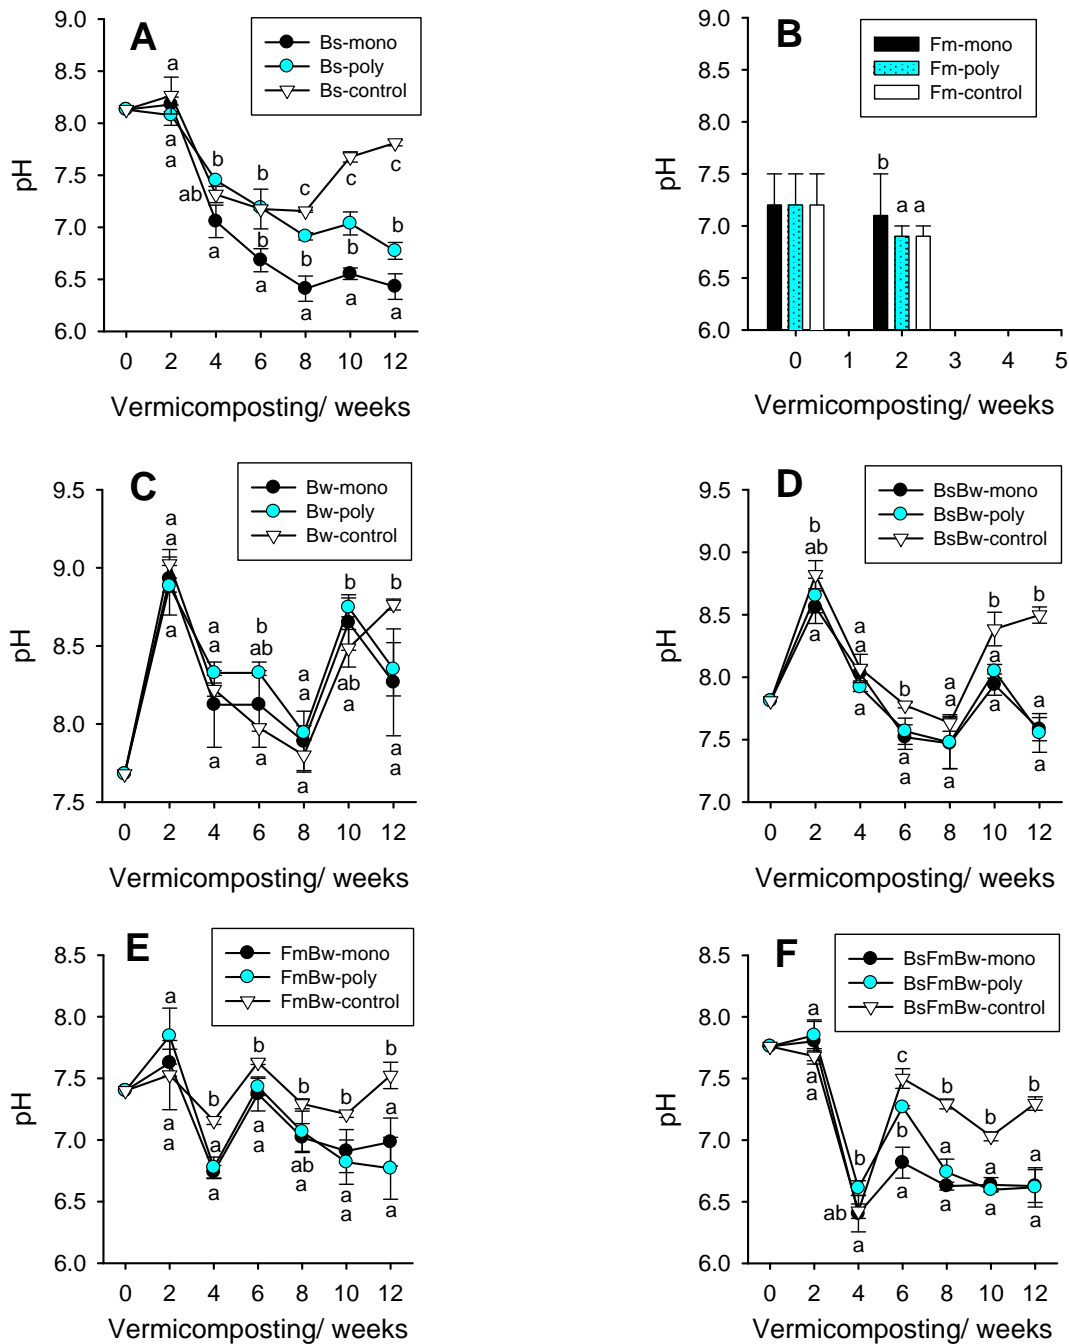 A
Bs-mono
Bs-poly
Bs-control
9.0
8.5
8.0
7.5
7.0
6.5
6.0
pH
a
a
a
b
ab
a
b
b
a
c
b
a
c
b
a
c
b
a
0 2 4 6 8 10 12
Vermicomposting/ weeks
B
Fm-mono
Fm-poly
Fm-control
9.0
8.5
8.0
7.5
7.0
6.5
6.0
pH
b
a a
0 1 2 3 4 5
Vermicomposting/ weeks
C
Bw-mono
Bw-poly
Bw-control
9.5
9.0
8.5
8.0
7.5
pH
a
a
a
a
a
a
b
ab
a
a
a
a
b
ab
a
b
a
a
0 2 4 6 8 10 12
Vermicomposting/ weeks
D
BsBw-mono
BsBw-poly
BsBw-control
9.5
9.0
8.5
8.0
7.5
7.0
pH
b
ab
a
a
a
a
b
a
a
a
a
a
b
a
a
b
a
a
0 2 4 6 8 10 12
Vermicomposting/ weeks
E
FmBw-mono
FmBw-poly
FmBw-control
8.5
8.0
7.5
7.0
6.5
6.0
pH
a
a
a
b
a
a
b
a
a
b
ab
a
b
a
a
b
a
a
0 2 4 6 8 10 12
Vermicomposting/ weeks
F
BsFmBw-mono
BsFmBw-poly
BsFmBw-control
8.5
8.0
7.5
7.0
6.5
6.0
pH
a
a
a
b
ab
a
c
b
a
b
a
a
b
a
a
b
a
a
0 2 4 6 8 10 12
Vermicomposting/ weeks